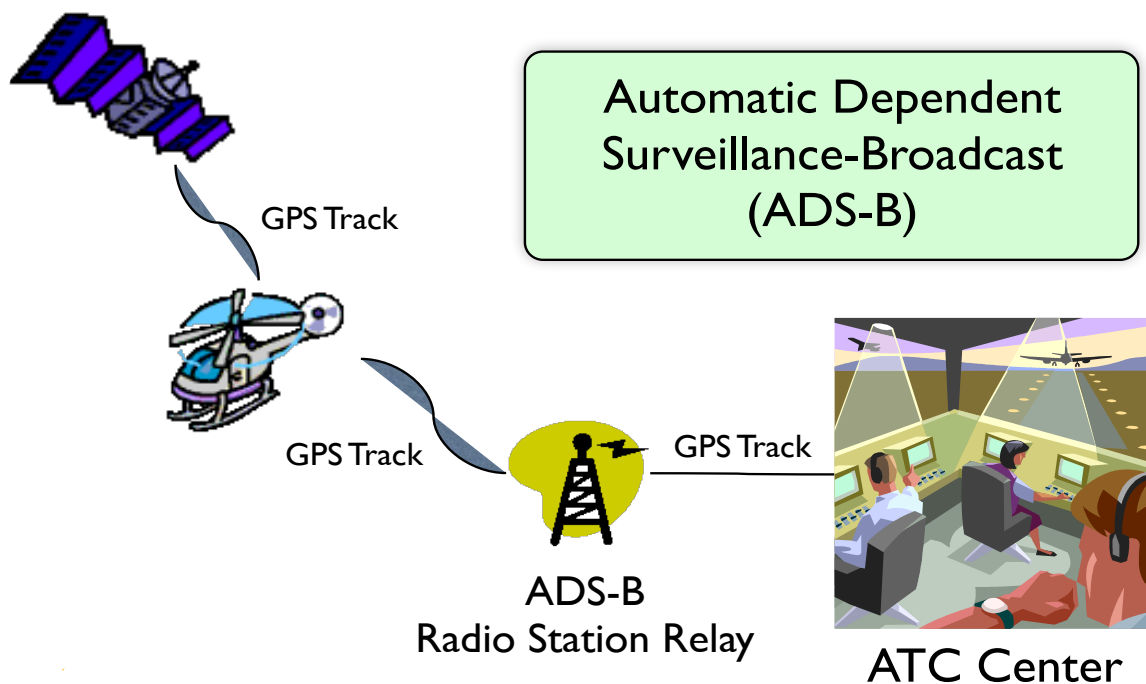 Automatic Dependent
Surveillance-Broadcast
(ADS-B)
GPS Track
GPS Track
GPS Track
ADS-B
Radio Station Relay
ATC Center